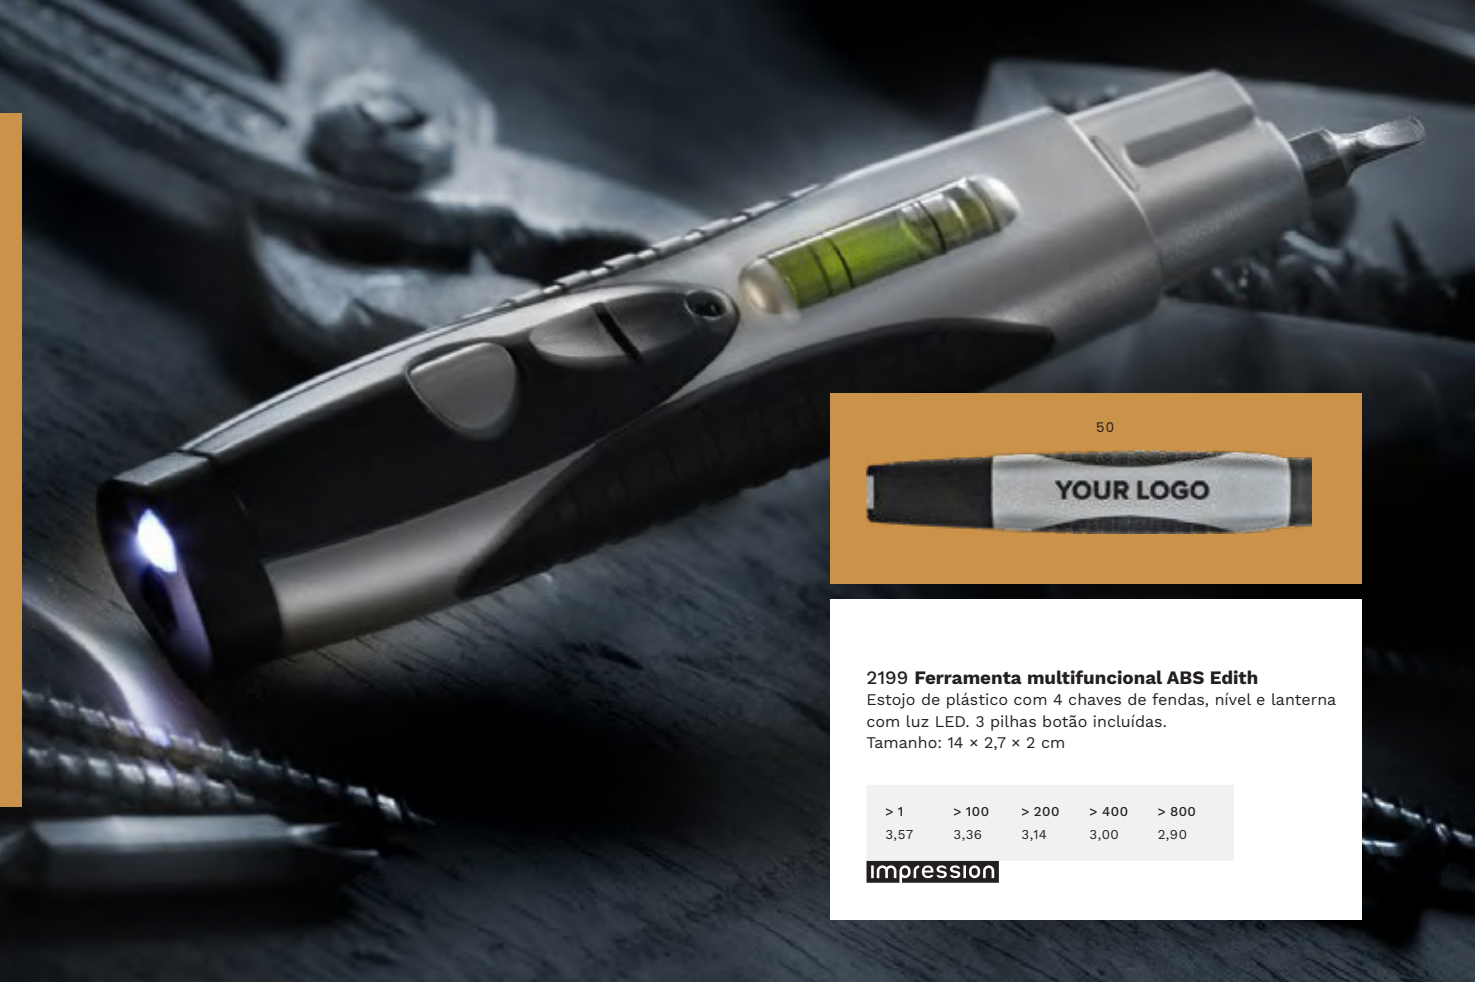 50
YOUR LOGO
2199 Ferramenta multifuncional ABS Edith
Estojo de plástico com 4 chaves de fendas, nível e lanterna
com luz LED. 3 pilhas botão incluídas.
Tamanho: 14 × 2,7 × 2 cm
> 1 > 100 > 200 > 400 > 800
3,57 3,36 3,14 3,00 2,90
impression